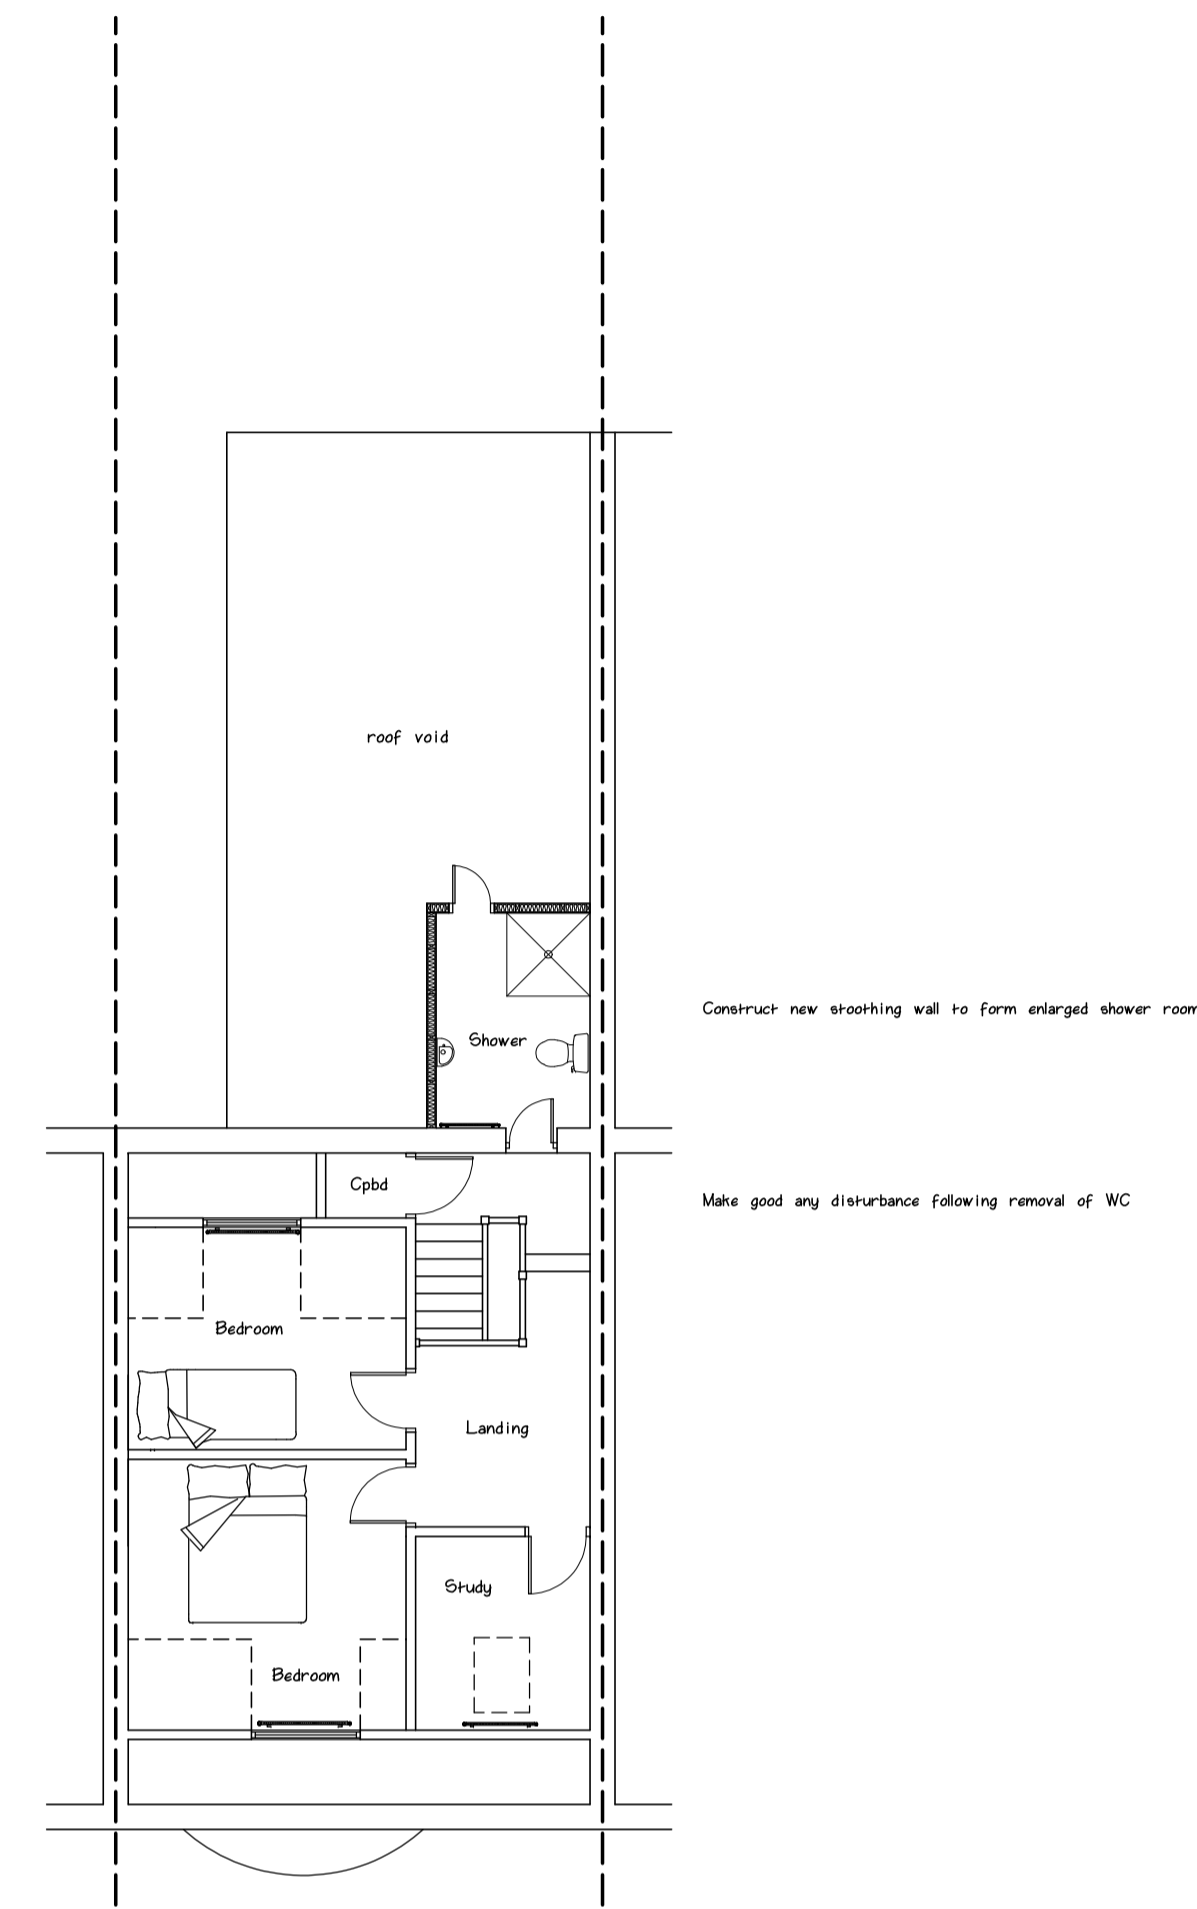 roof void
Construct new stoothing wall to form enlarged shower room
Shower
Cpbd
Make good any disturbance following removal of WC
Bedroom
Landing
Study
Bedroom